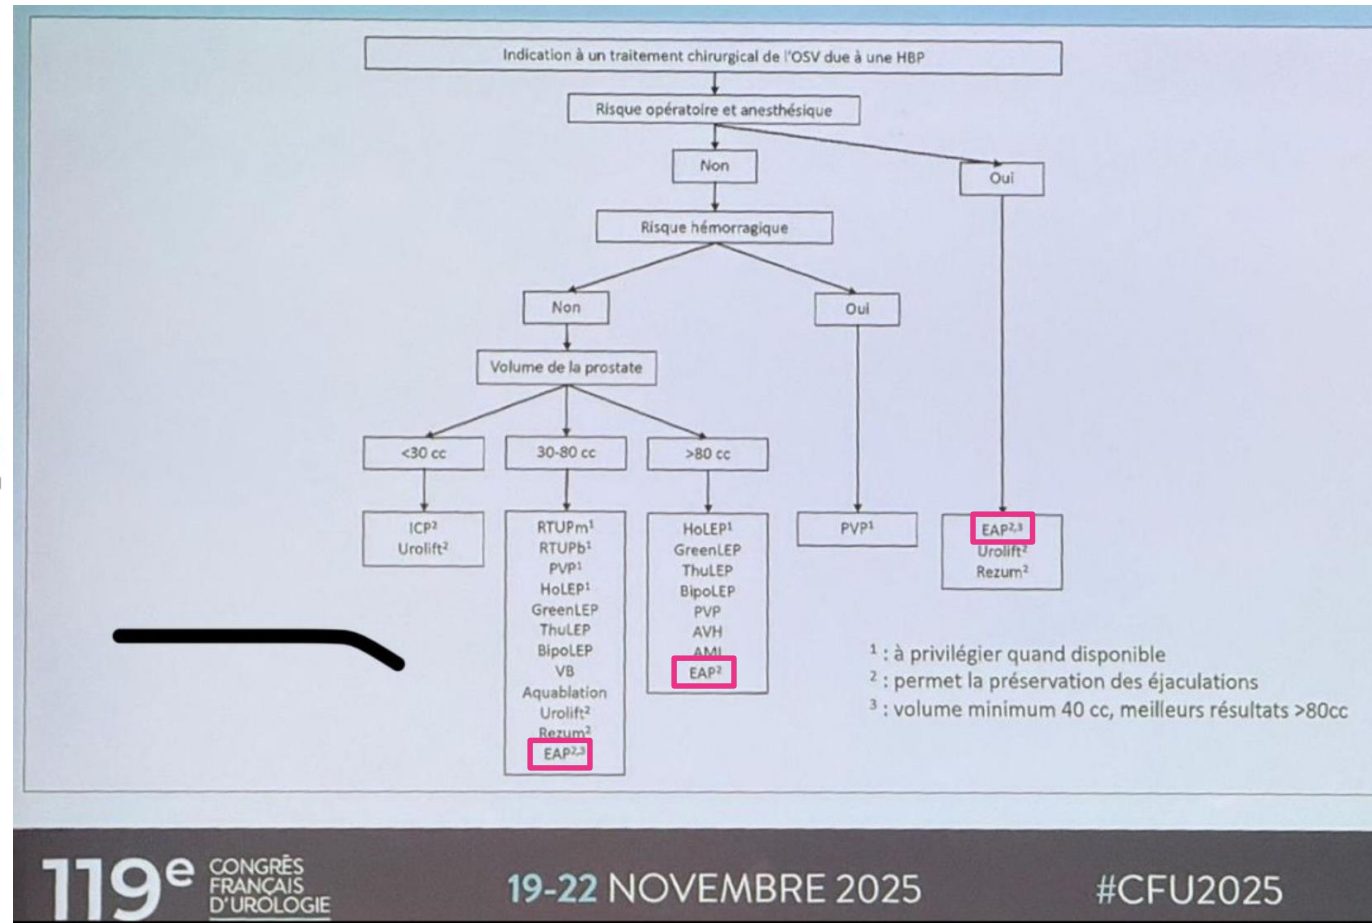 Indication à un traitement chirurgical de l'OSV due à une HBP
Risque opératoire et anesthésique
Non
Oui
Risque hémorragique
Non
Oui
Volume de la prostate
<30 cc
30-80 cc
>80 cc
ICP²
Urolift²
RTUPm¹
RTUPb¹
PVP¹
HoLEP¹
GreenLEP
ThuLEP
BipoLEP
VB
Aquablation
Urolift²
Rezum²
EAP²,³
HoLEP¹
GreenLEP
ThuLEP
BipoLEP
PVP
AVH
AMI
EAP²
PVP¹
EAP²,³
Urolift²
Rezum²
¹ : à privilégier quand disponible
² : permet la préservation des éjaculations
³ : volume minimum 40 cc, meilleurs résultats >80cc
119e CONGRÈS
FRANÇAIS
D'UROLOGIE
19-22 NOVEMBRE 2025
#CFU2025